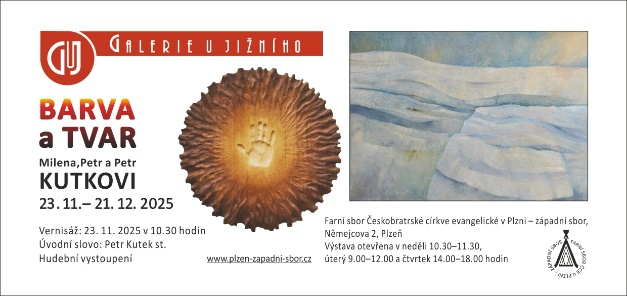 GUJ
GALERIE U JIŽNÍHO
BARVA
a TVAR
Milena,Petr a Petr
KUTKOVI
23. 11.– 21. 12. 2025
Vernisáž: 23. 11. 2025 v 10.30 hodin
Úvodní slovo: Petr Kutek st.
Hudební vystoupení
www.plzen-zapadni-sbor.cz
Farní sbor Českobratrské církve evangelické v Plzni – západní sbor,
Němejcova 2, Plzeň
Výstava otevřena v neděli 10.30–11.30,
úterý 9.00–12.00 a čtvrtek 14.00–18.00 hodin